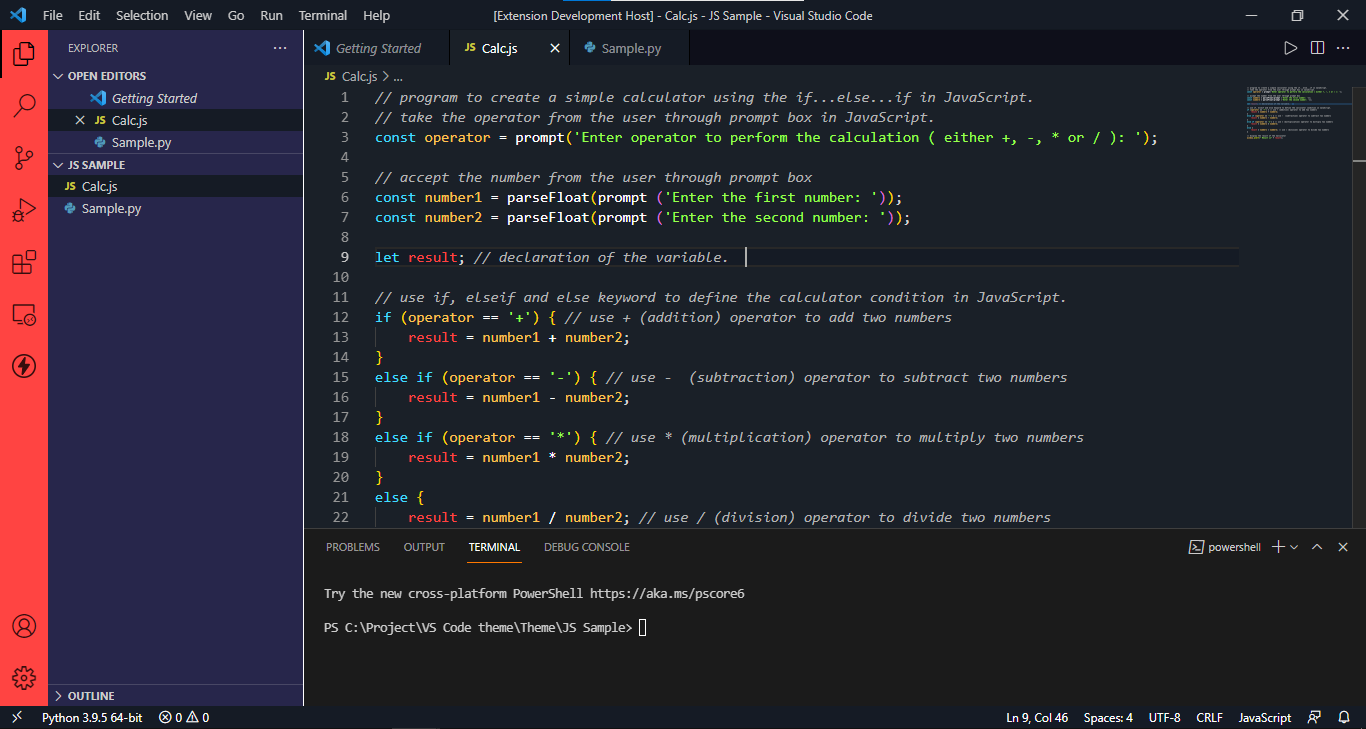 File Edit Selection View Go Run Terminal Help [Extension Development Host] - Calc.js - JS Sample - Visual Studio Code
EXPLORER
OPEN EDITORS
Getting Started
JS Calc.js
Sample.py
JS SAMPLE
JS Calc.js
Sample.py
OUTLINE
Getting Started JS Calc.js Sample.py
JS Calc.js > ...
1 // program to create a simple calculator using the if...else...if in JavaScript.
2 // take the operator from the user through prompt box in JavaScript.
3 const operator = prompt('Enter operator to perform the calculation ( either +, -, * or / ): ');
4
5 // accept the number from the user through prompt box
6 const number1 = parseFloat(prompt ('Enter the first number: '));
7 const number2 = parseFloat(prompt ('Enter the second number: '));
8
9 let result; // declaration of the variable.
10
11 // use if, elseif and else keyword to define the calculator condition in JavaScript.
12 if (operator == '+') { // use + (addition) operator to add two numbers
13 result = number1 + number2;
14 }
15 else if (operator == '-') { // use -  (subtraction) operator to subtract two numbers
16 result = number1 - number2;
17 }
18 else if (operator == '*') { // use * (multiplication) operator to multiply two numbers
19 result = number1 * number2;
20 }
21 else {
22 result = number1 / number2; // use / (division) operator to divide two numbers
PROBLEMS OUTPUT TERMINAL DEBUG CONSOLE powershell
Try the new cross-platform PowerShell https://aka.ms/pscore6
PS C:\Project\VS Code theme\Theme\JS Sample>
Python 3.9.5 64-bit 0 0 Ln 9, Col 46 Spaces: 4 UTF-8 CRLF JavaScript